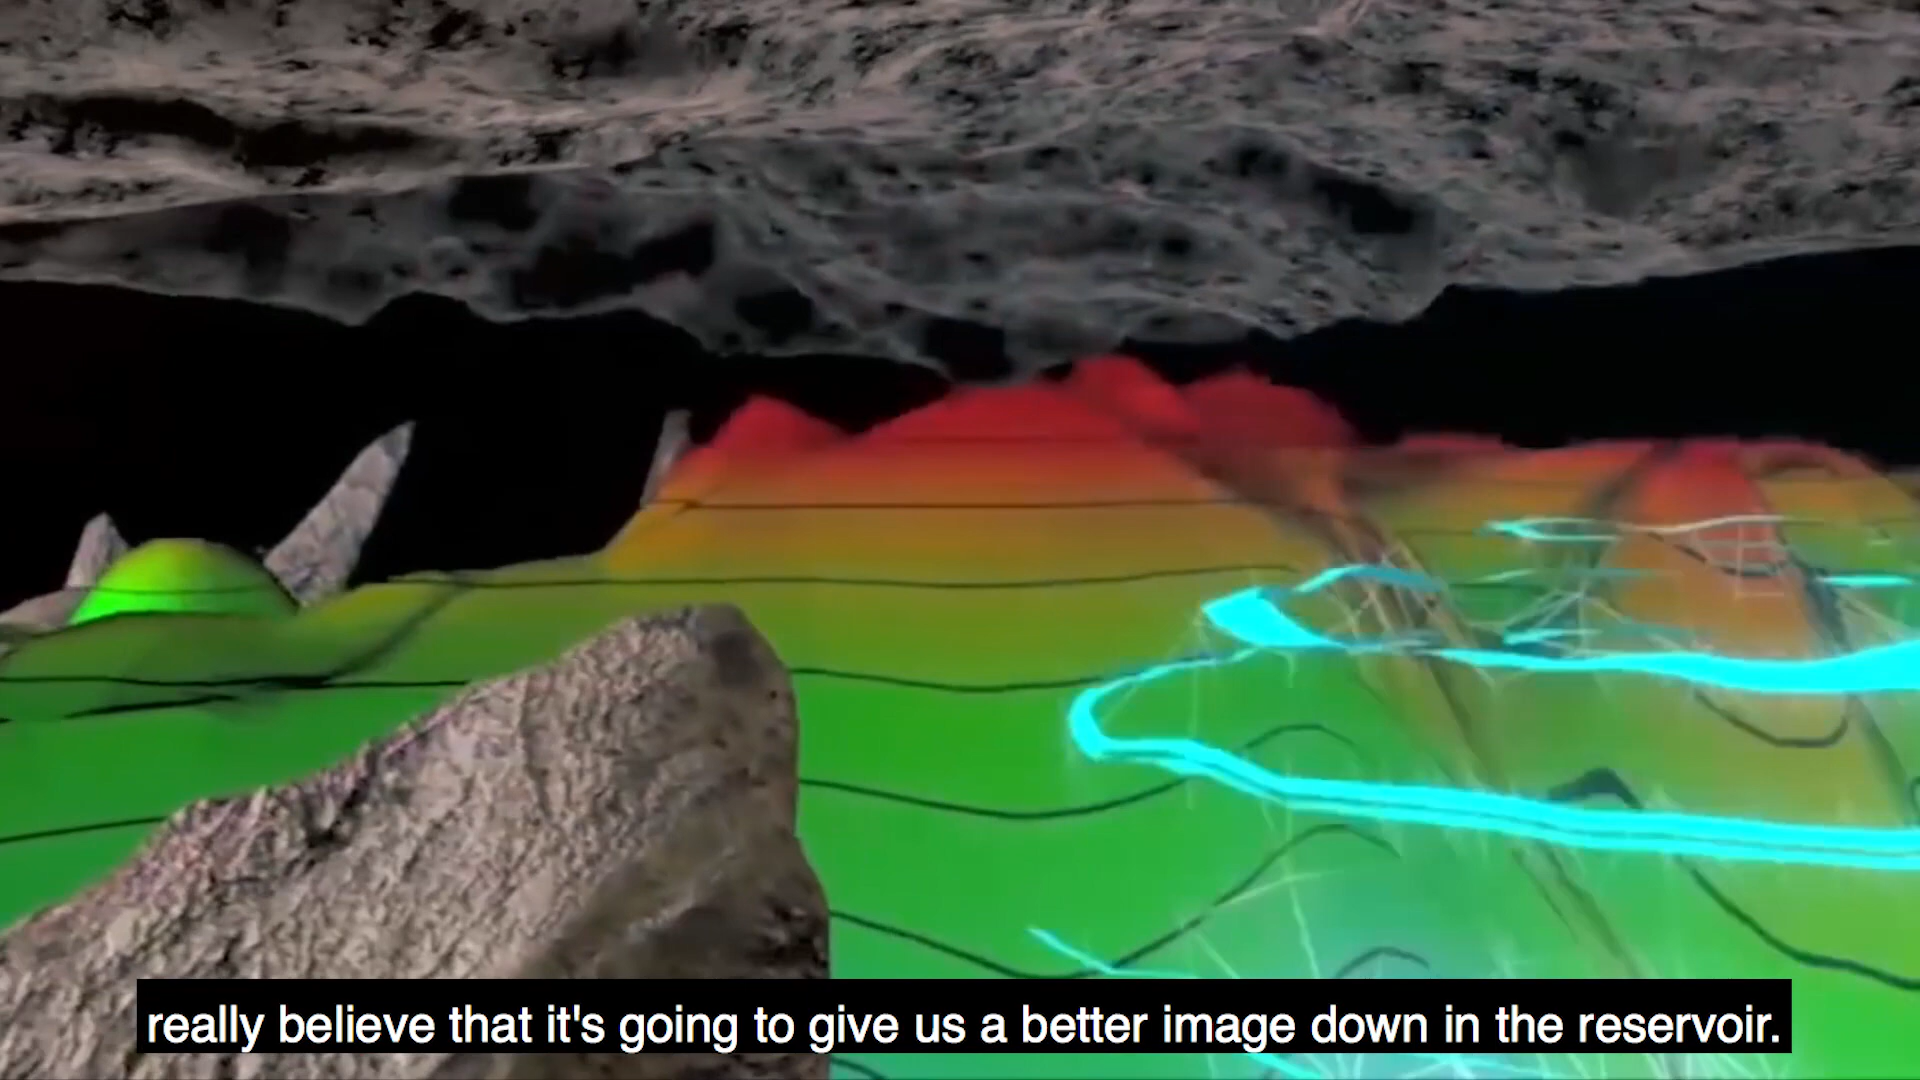 really believe that it's going to give us a better image down in the reservoir.